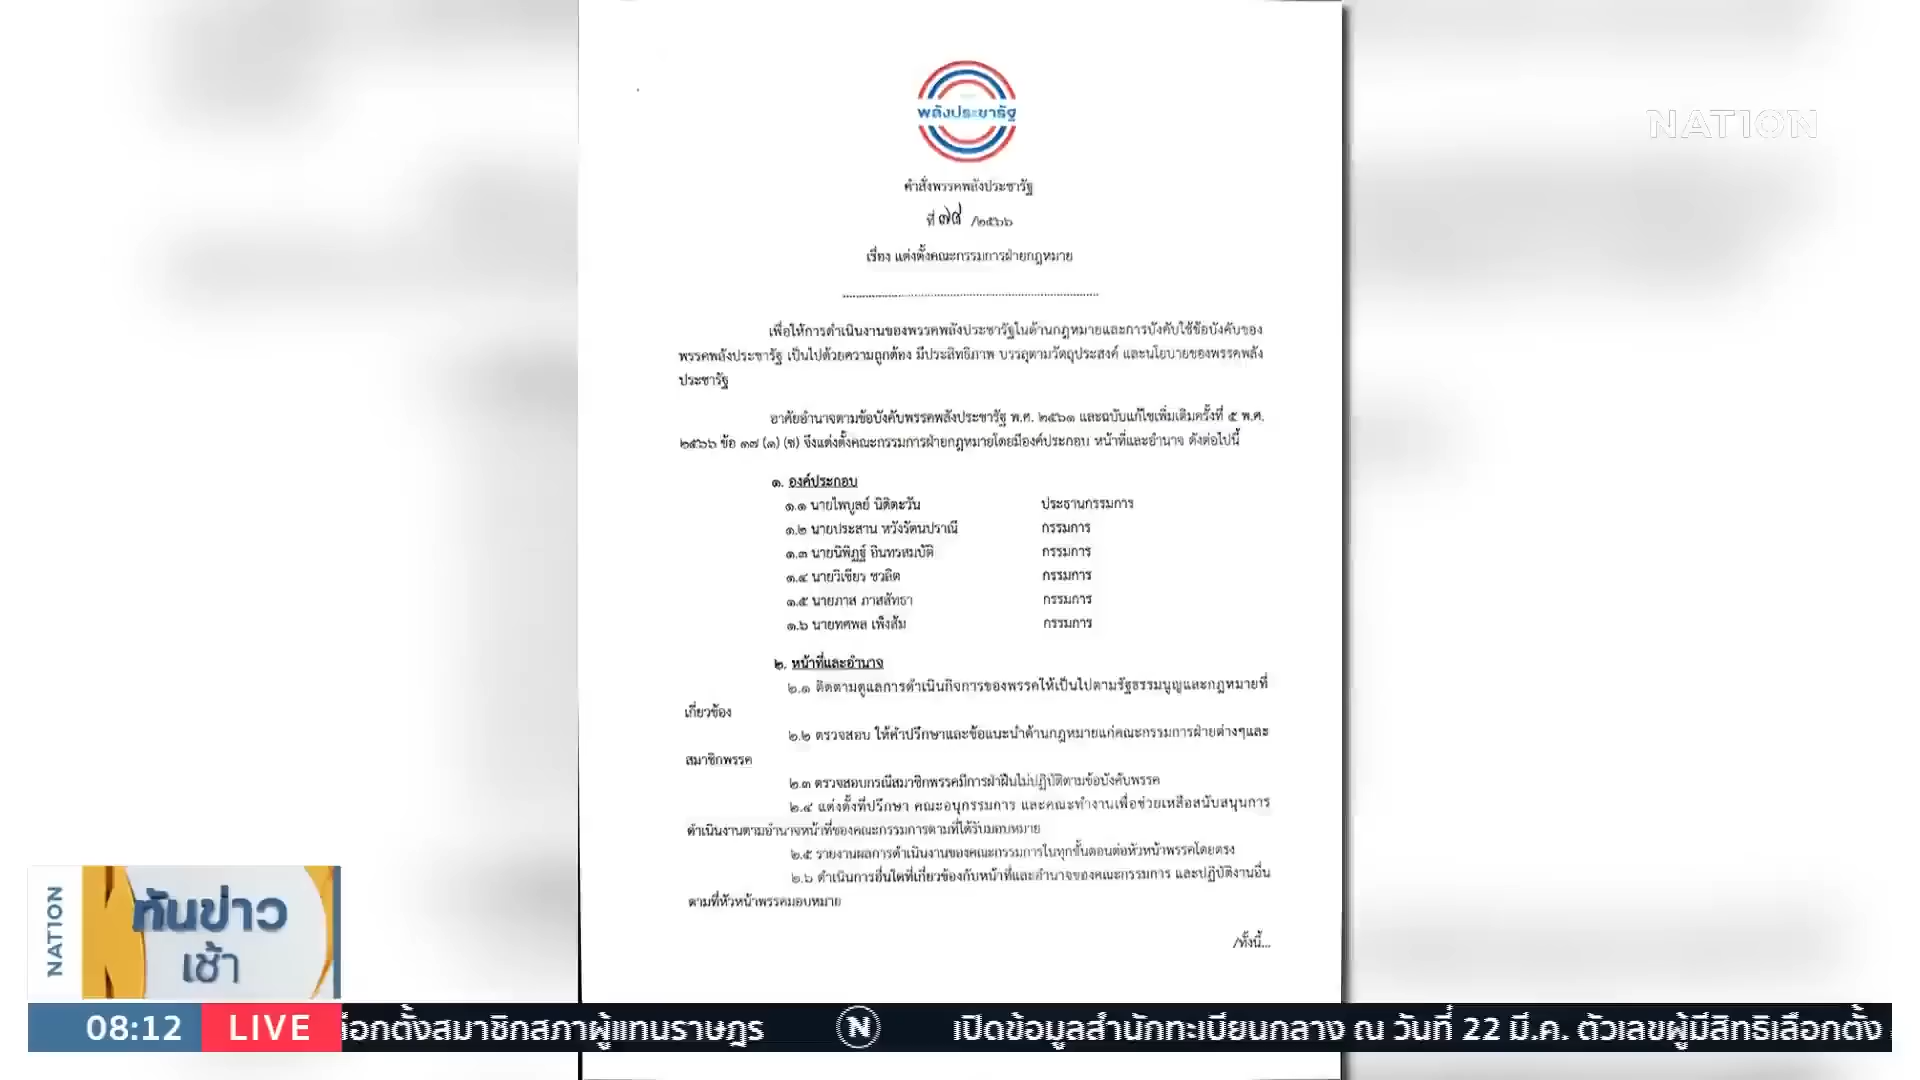 พลังประชารัฐ
NATION
คำสั่งพรรคพลังประชารัฐ
ที่ ๗๔ /๒๕๖๖
เรื่อง แต่งตั้งคณะกรรมการฝ่ายกฎหมาย
เพื่อให้การดำเนินงานของพรรคพลังประชารัฐในด้านกฎหมายและการบังคับใช้ข้อบังคับของ
พรรคพลังประชารัฐ เป็นไปด้วยความถูกต้อง มีประสิทธิภาพ บรรลุตามวัตถุประสงค์ และนโยบายของพรรคพลัง
ประชารัฐ
อาศัยอำนาจตามข้อบังคับพรรคพลังประชารัฐ พ.ศ. ๒๕๖๑ และฉบับแก้ไขเพิ่มเติมครั้งที่ ๕ พ.ศ.
๒๕๖๖ ข้อ ๑๗ (๑) (ซ) จึงแต่งตั้งคณะกรรมการฝ่ายกฎหมายโดยมีองค์ประกอบ หน้าที่และอำนาจ ดังต่อไปนี้
๑. องค์ประกอบ
๑.๑ นายไพบูลย์ นิติตะวัน ประธานกรรมการ
๑.๒ นายประสาน หวังรัตนปราณี กรรมการ
๑.๓ นายนิพิฏฐ์ อินทรสมบัติ กรรมการ
๑.๔ นายวิเชียร ชวลิต กรรมการ
๑.๕ นายภาส ภาสสัทธา กรรมการ
๑.๖ นายทศพล เพ็งส้ม กรรมการ
๒. หน้าที่และอำนาจ
๒.๑ ติดตามดูแลการดำเนินกิจการของพรรคให้เป็นไปตามรัฐธรรมนูญและกฎหมายที่
เกี่ยวข้อง
๒.๒ ตรวจสอบ ให้คำปรึกษาและข้อแนะนำด้านกฎหมายแก่คณะกรรมการฝ่ายต่างๆและ
สมาชิกพรรค
๒.๓ ตรวจสอบกรณีสมาชิกพรรคมีการฝ่าฝืนไม่ปฏิบัติตามข้อบังคับพรรค
๒.๔ แต่งตั้งที่ปรึกษา คณะอนุกรรมการ และคณะทำงานเพื่อช่วยเหลือสนับสนุนการ
ดำเนินงานตามอำนาจหน้าที่ของคณะกรรมการตามที่ได้รับมอบหมาย
๒.๕ รายงานผลการดำเนินงานของคณะกรรมการในทุกขั้นตอนต่อหัวหน้าพรรคโดยตรง
๒.๖ ดำเนินการอื่นใดที่เกี่ยวข้องกับหน้าที่และอำนาจของคณะกรรมการ และปฏิบัติงานอื่น
ตามที่หัวหน้าพรรคมอบหมาย
/ทั้งนี้...
NATION
ทันข่าว
เช้า
08:12 LIVE ลือกตั้งสมาชิกสภาผู้แทนราษฎร N เปิดข้อมูลสำนักทะเบียนกลาง ณ วันที่ 22 มี.ค. ตัวเลขผู้มีสิทธิเลือกตั้ง